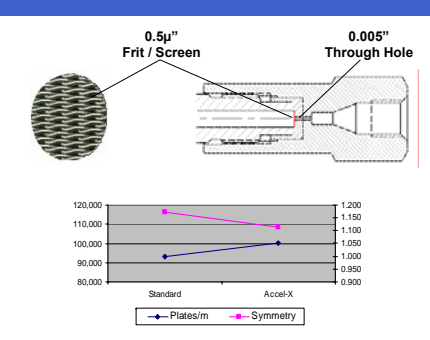 0.5µ”
Frit / Screen
0.005”
Through Hole
120,000
110,000
100,000
90,000
80,000
1.200
1.150
1.100
1.050
1.000
0.950
0.900
Standard
Accel-X
Plates/m
Symmetry